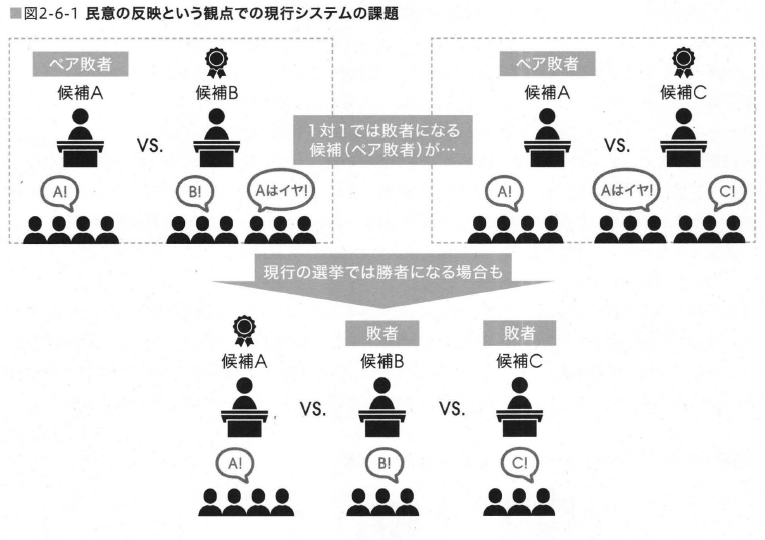 ■図2-6-1 民意の反映という観点での現行システムの課題
ペア敗者
候補A
vs.
候補B
A!
B!
Aはイヤ!
1対1では敗者になる
候補(ペア敗者)が…
ペア敗者
候補A
vs.
候補C
A!
Aはイヤ!
C!
現行の選挙では勝者になる場合も
候補A
vs.
敗者
候補B
vs.
敗者
候補C
A!
B!
C!